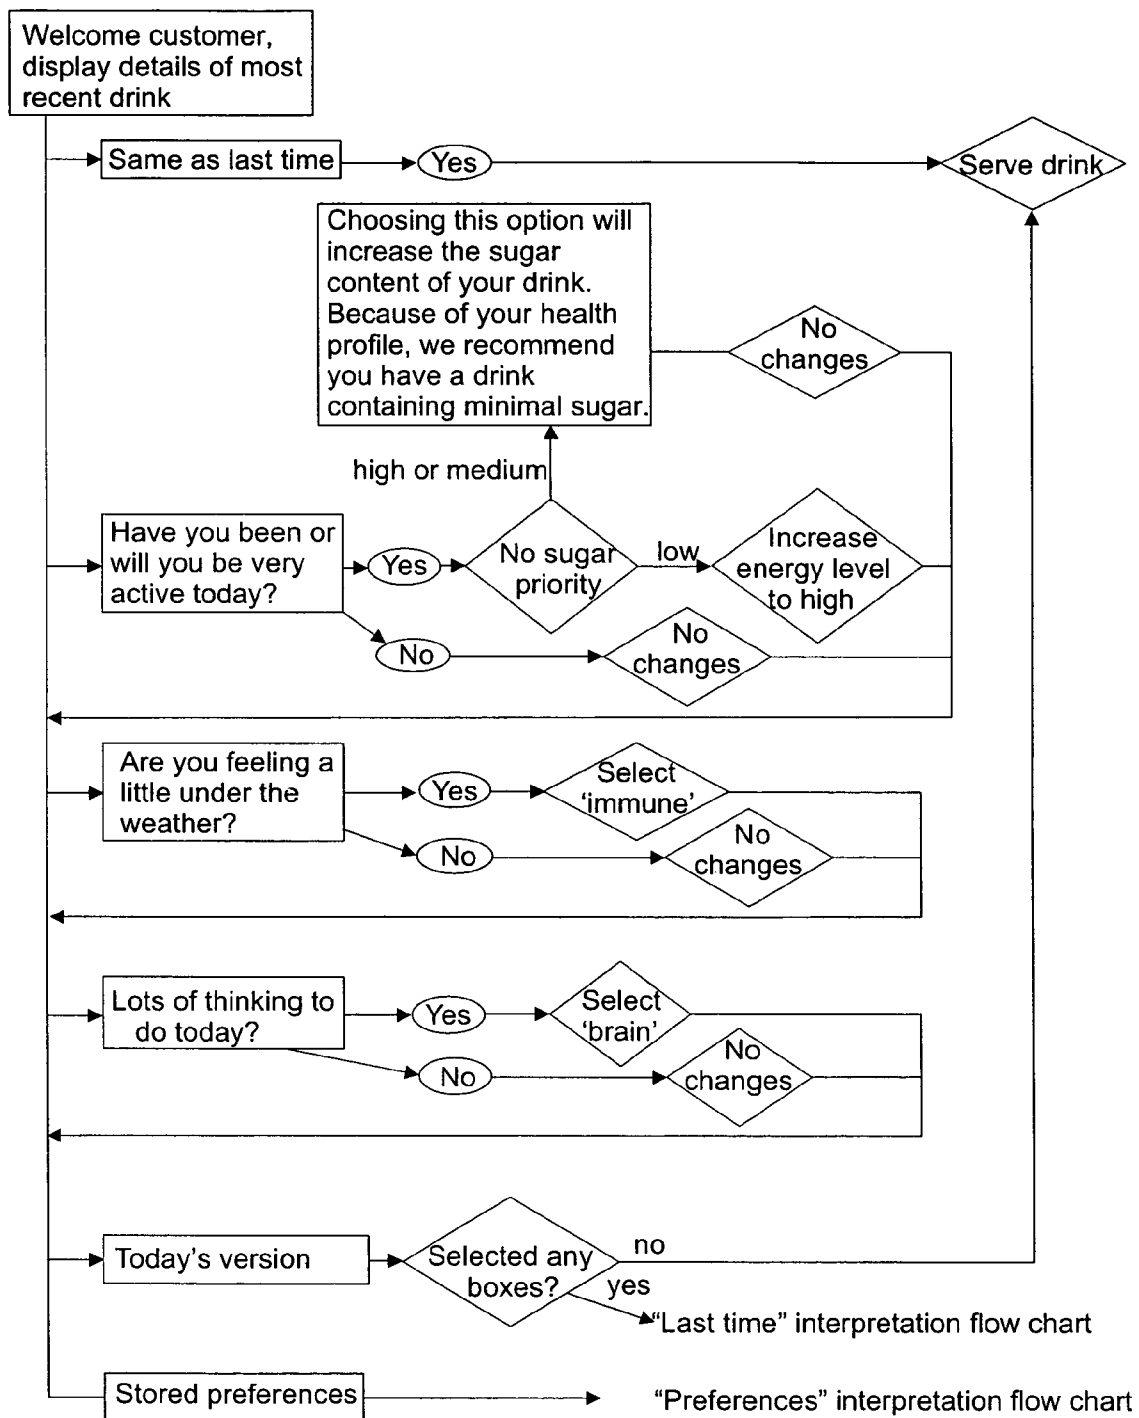 Welcome customer,
display details of most
recent drink
Same as last time
Yes
Serve drink
Choosing this option will
increase the sugar
content of your drink.
Because of your health
profile, we recommend
you have a drink
containing minimal sugar.
No
changes
high or medium
Have you been or
will you be very
active today?
Yes
No sugar
priority
low
Increase
energy level
to high
No
No
changes
Are you feeling a
little under the
weather?
Yes
Select
‘immune’
No
No
changes
Lots of thinking to
do today?
Yes
Select
‘brain’
No
No
changes
Today’s version
Selected any
boxes?
no
yes
“Last time” interpretation flow chart
Stored preferences
“Preferences” interpretation flow chart